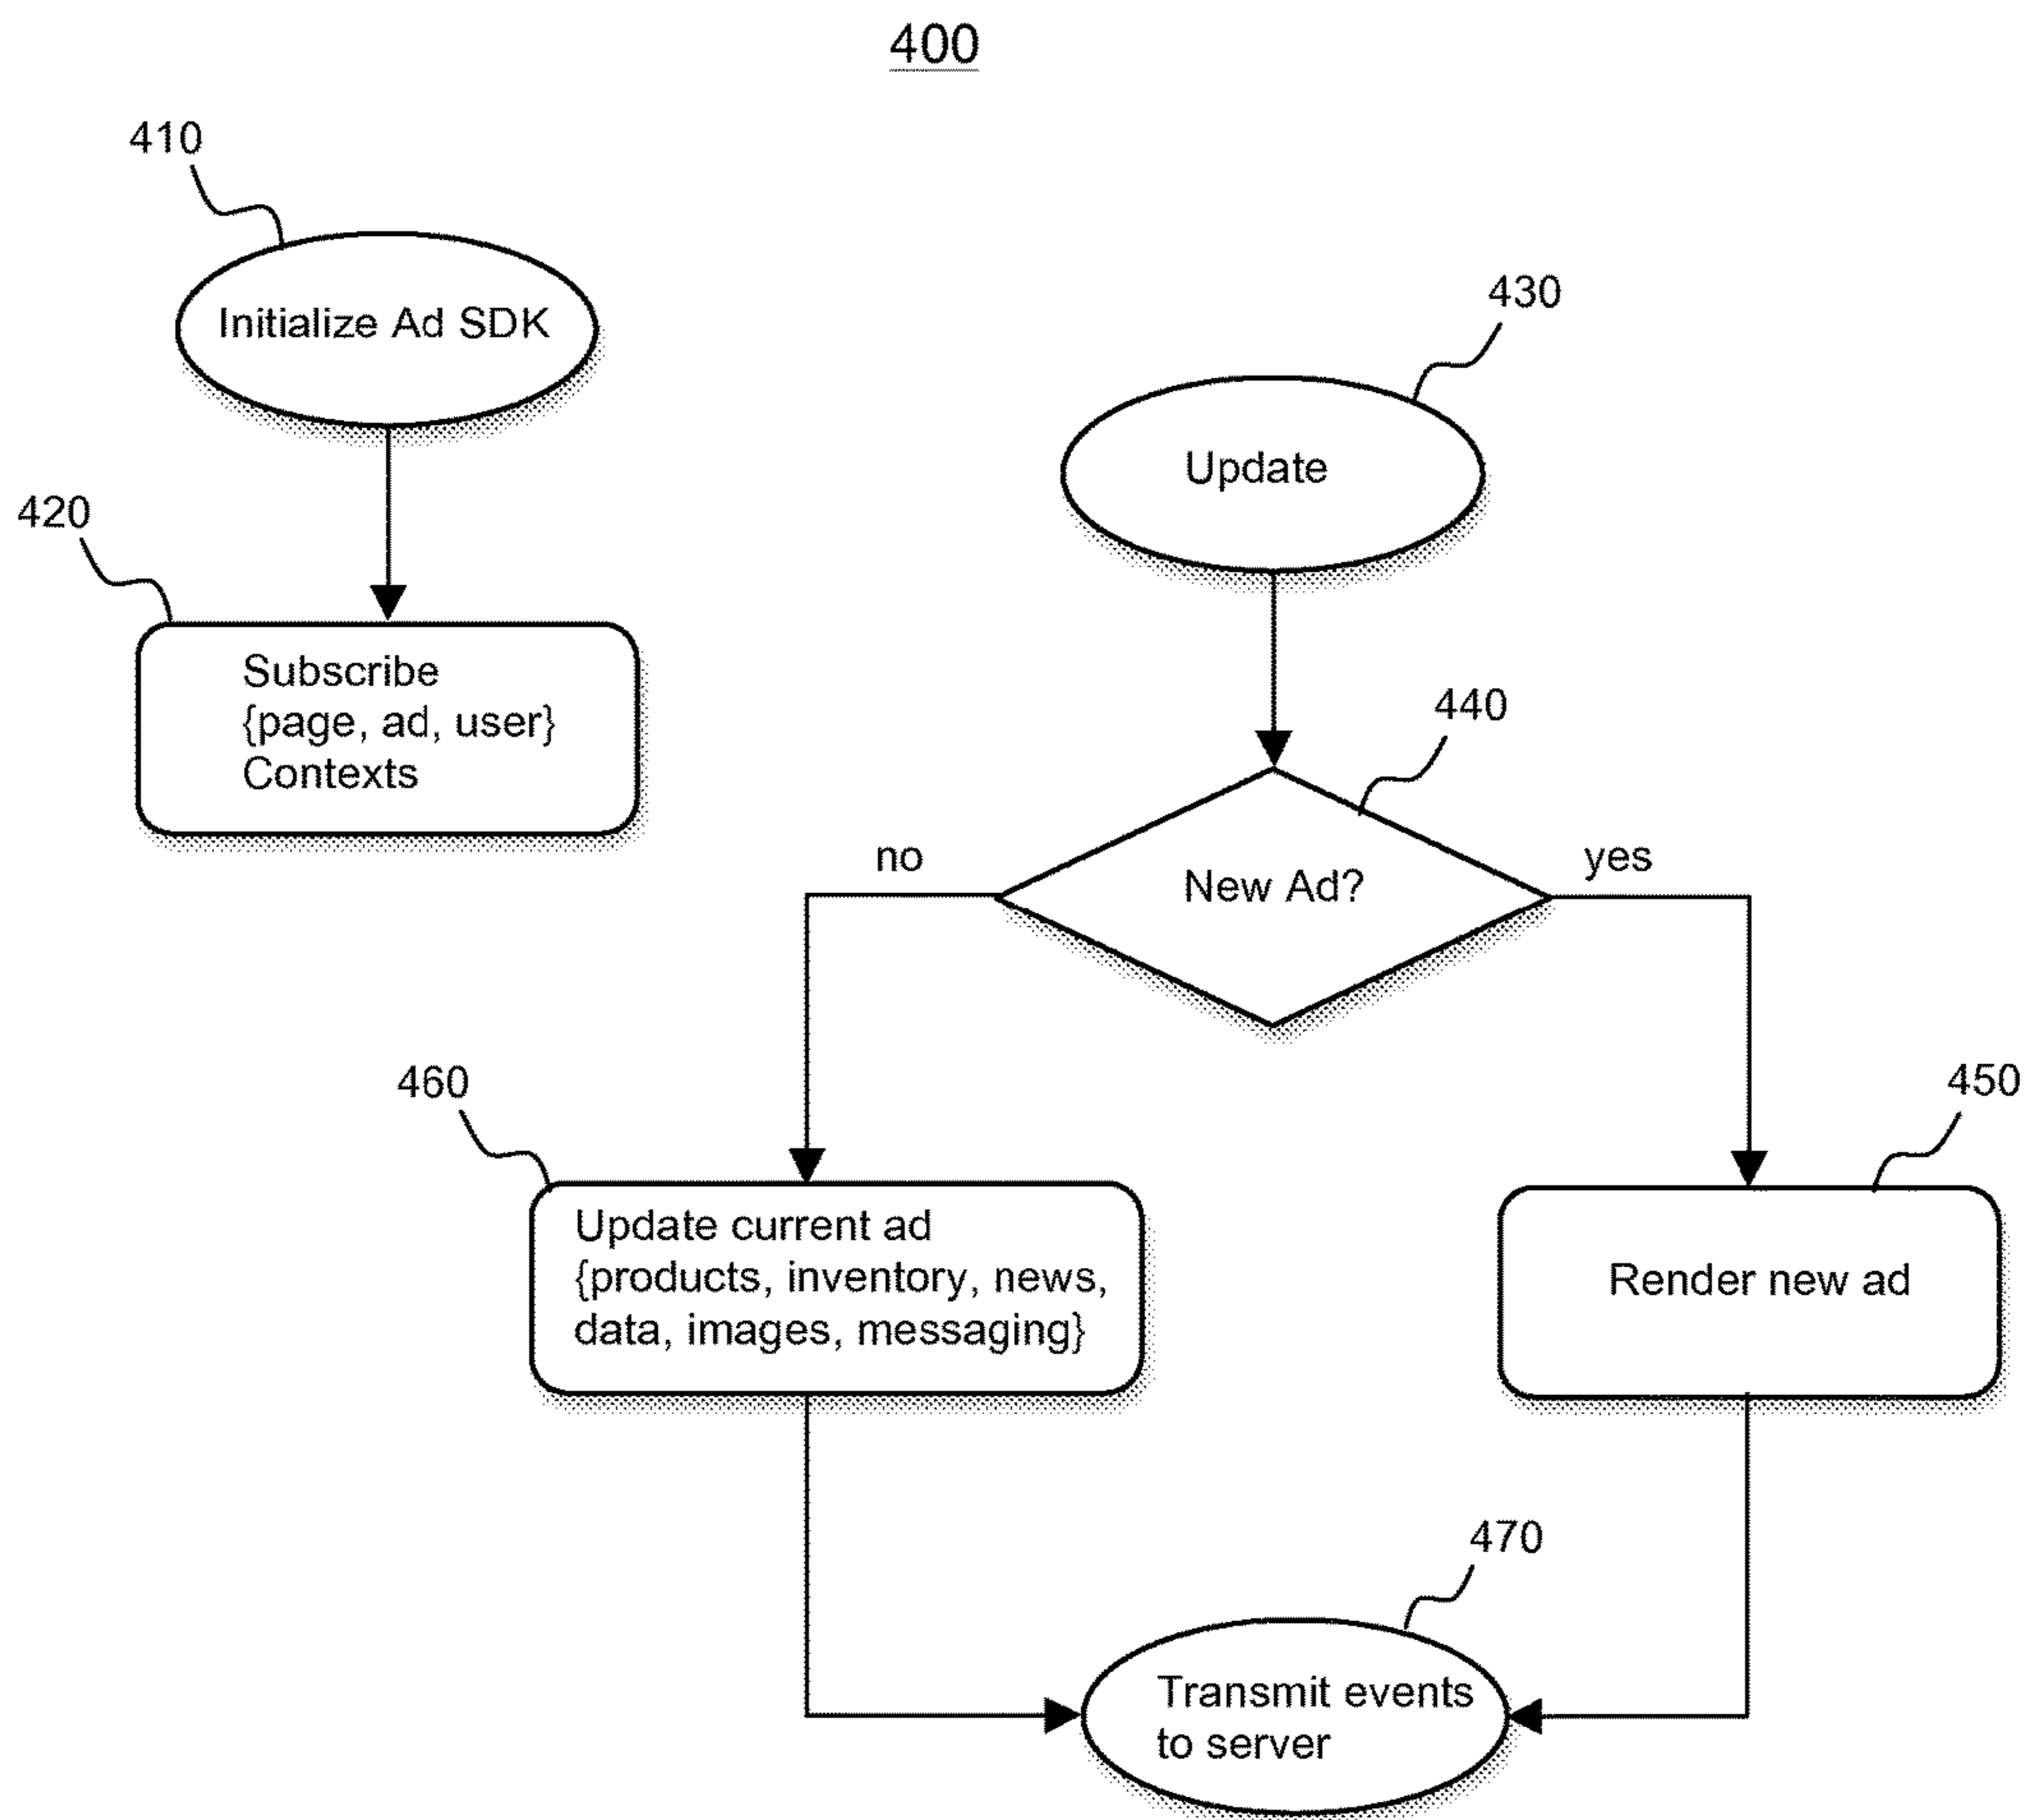 400
410
Initialize Ad SDK
430
Update
420
Subscribe
{page, ad, user}
Contexts
440
no
New Ad?
yes
460
Update current ad
{products, inventory, news,
data, images, messaging}
450
Render new ad
470
Transmit events
to server